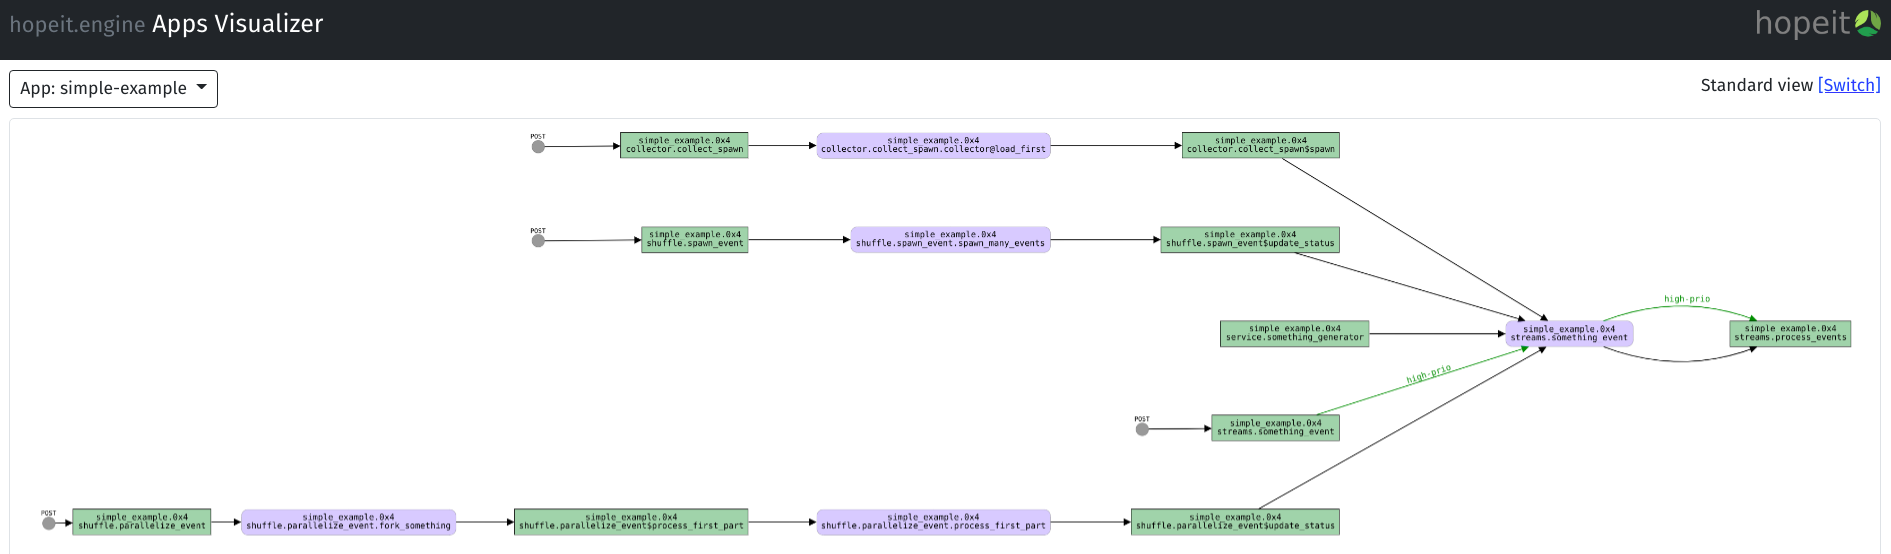 hopeit.engine Apps Visualizer
hopeit
App: simple-example
Standard view [Switch]
POST
simple_example.0x4
collector.collect_spawn
simple_example.0x4
collector.collect_spawn.collector@load_first
simple_example.0x4
collector.collect_spawn$spawn
POST
simple_example.0x4
shuffle.spawn_event
simple_example.0x4
shuffle.spawn_event.spawn_many_events
simple_example.0x4
shuffle.spawn_event$update_status
high-prio
simple_example.0x4
service.something_generator
simple_example.0x4
streams.something_event
simple_example.0x4
streams.process_events
high-prio
POST
simple_example.0x4
streams.something_event
POST
simple_example.0x4
shuffle.parallelize_event
simple_example.0x4
shuffle.parallelize_event.fork_something
simple_example.0x4
shuffle.parallelize_event$process_first_part
simple_example.0x4
shuffle.parallelize_event.process_first_part
simple_example.0x4
shuffle.parallelize_event$update_status